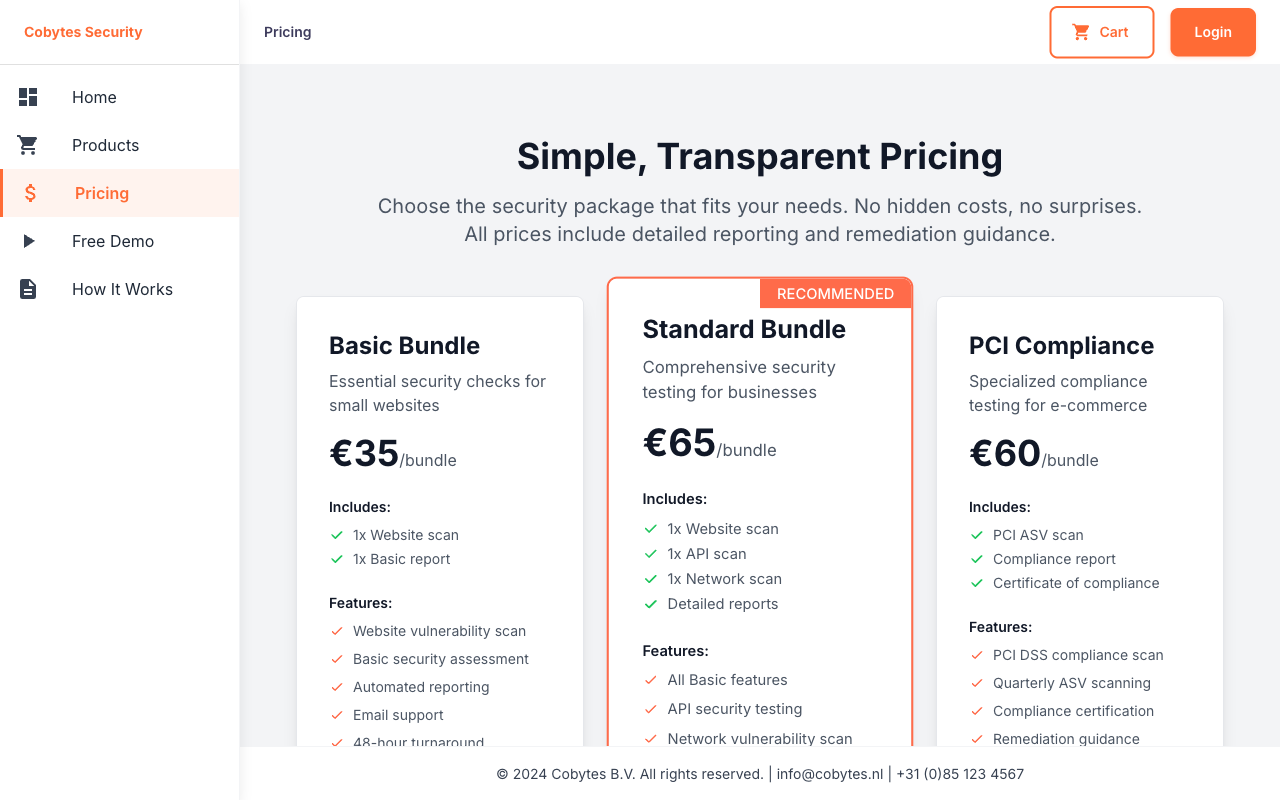 Cobytes Security
Pricing
Cart
Login
Home
Products
Pricing
Free Demo
How It Works
Simple, Transparent Pricing
Choose the security package that fits your needs. No hidden costs, no surprises.
All prices include detailed reporting and remediation guidance.
Basic Bundle
Essential security checks for
small websites
€35/bundle
Includes:
1x Website scan
1x Basic report
Features:
Website vulnerability scan
Basic security assessment
Automated reporting
Email support
48-hour turnaround
RECOMMENDED
Standard Bundle
Comprehensive security
testing for businesses
€65/bundle
Includes:
1x Website scan
1x API scan
1x Network scan
Detailed reports
Features:
All Basic features
API security testing
Network vulnerability scan
PCI Compliance
Specialized compliance
testing for e-commerce
€60/bundle
Includes:
PCI ASV scan
Compliance report
Certificate of compliance
Features:
PCI DSS compliance scan
Quarterly ASV scanning
Compliance certification
Remediation guidance
© 2024 Cobytes B.V. All rights reserved. | info@cobytes.nl | +31 (0)85 123 4567